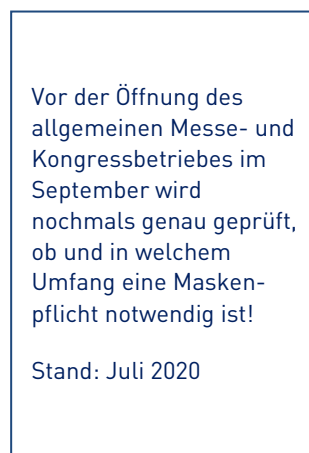 Vor der Öffnung des
allgemeinen Messe- und
Kongressbetriebes im
September wird
nochmals genau geprüft,
ob und in welchem
Umfang eine Masken-
pflicht notwendig ist!
Stand: Juli 2020